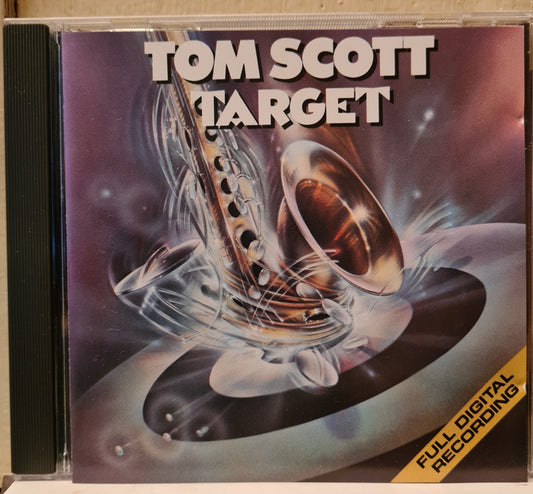 TOM SCOTT
TARGET
FULL DIGITAL
RECORDING